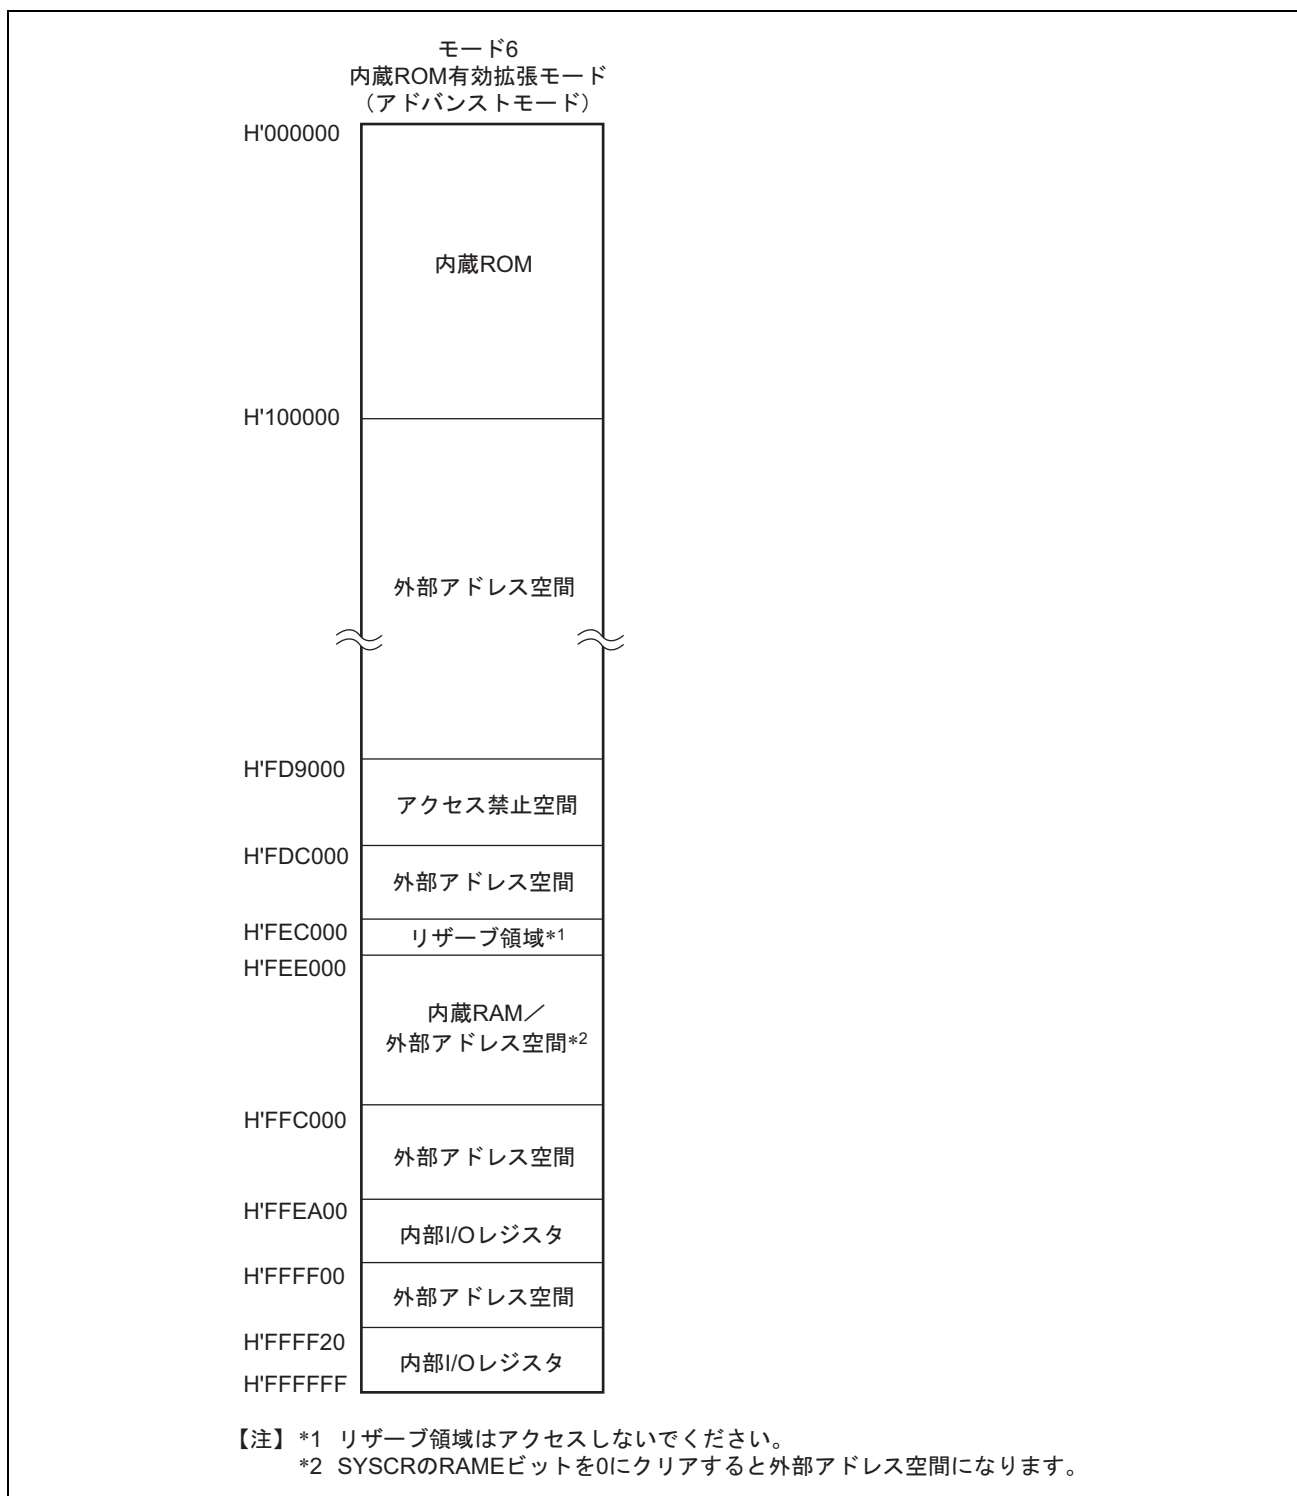 モード6
内蔵ROM有効拡張モード
（アドバンストモード）
H'000000
内蔵ROM
H'100000
外部アドレス空間
H'FD9000
アクセス禁止空間
H'FDC000
外部アドレス空間
H'FEC000
リザーブ領域*1
H'FEE000
内蔵RAM／
外部アドレス空間*2
H'FFC000
外部アドレス空間
H'FFEA00
内部I/Oレジスタ
H'FFFF00
外部アドレス空間
H'FFFF20
内部I/Oレジスタ
H'FFFFFF
【注】 *1 リザーブ領域はアクセスしないでください。
*2 SYSCRのRAMEビットを0にクリアすると外部アドレス空間になります。